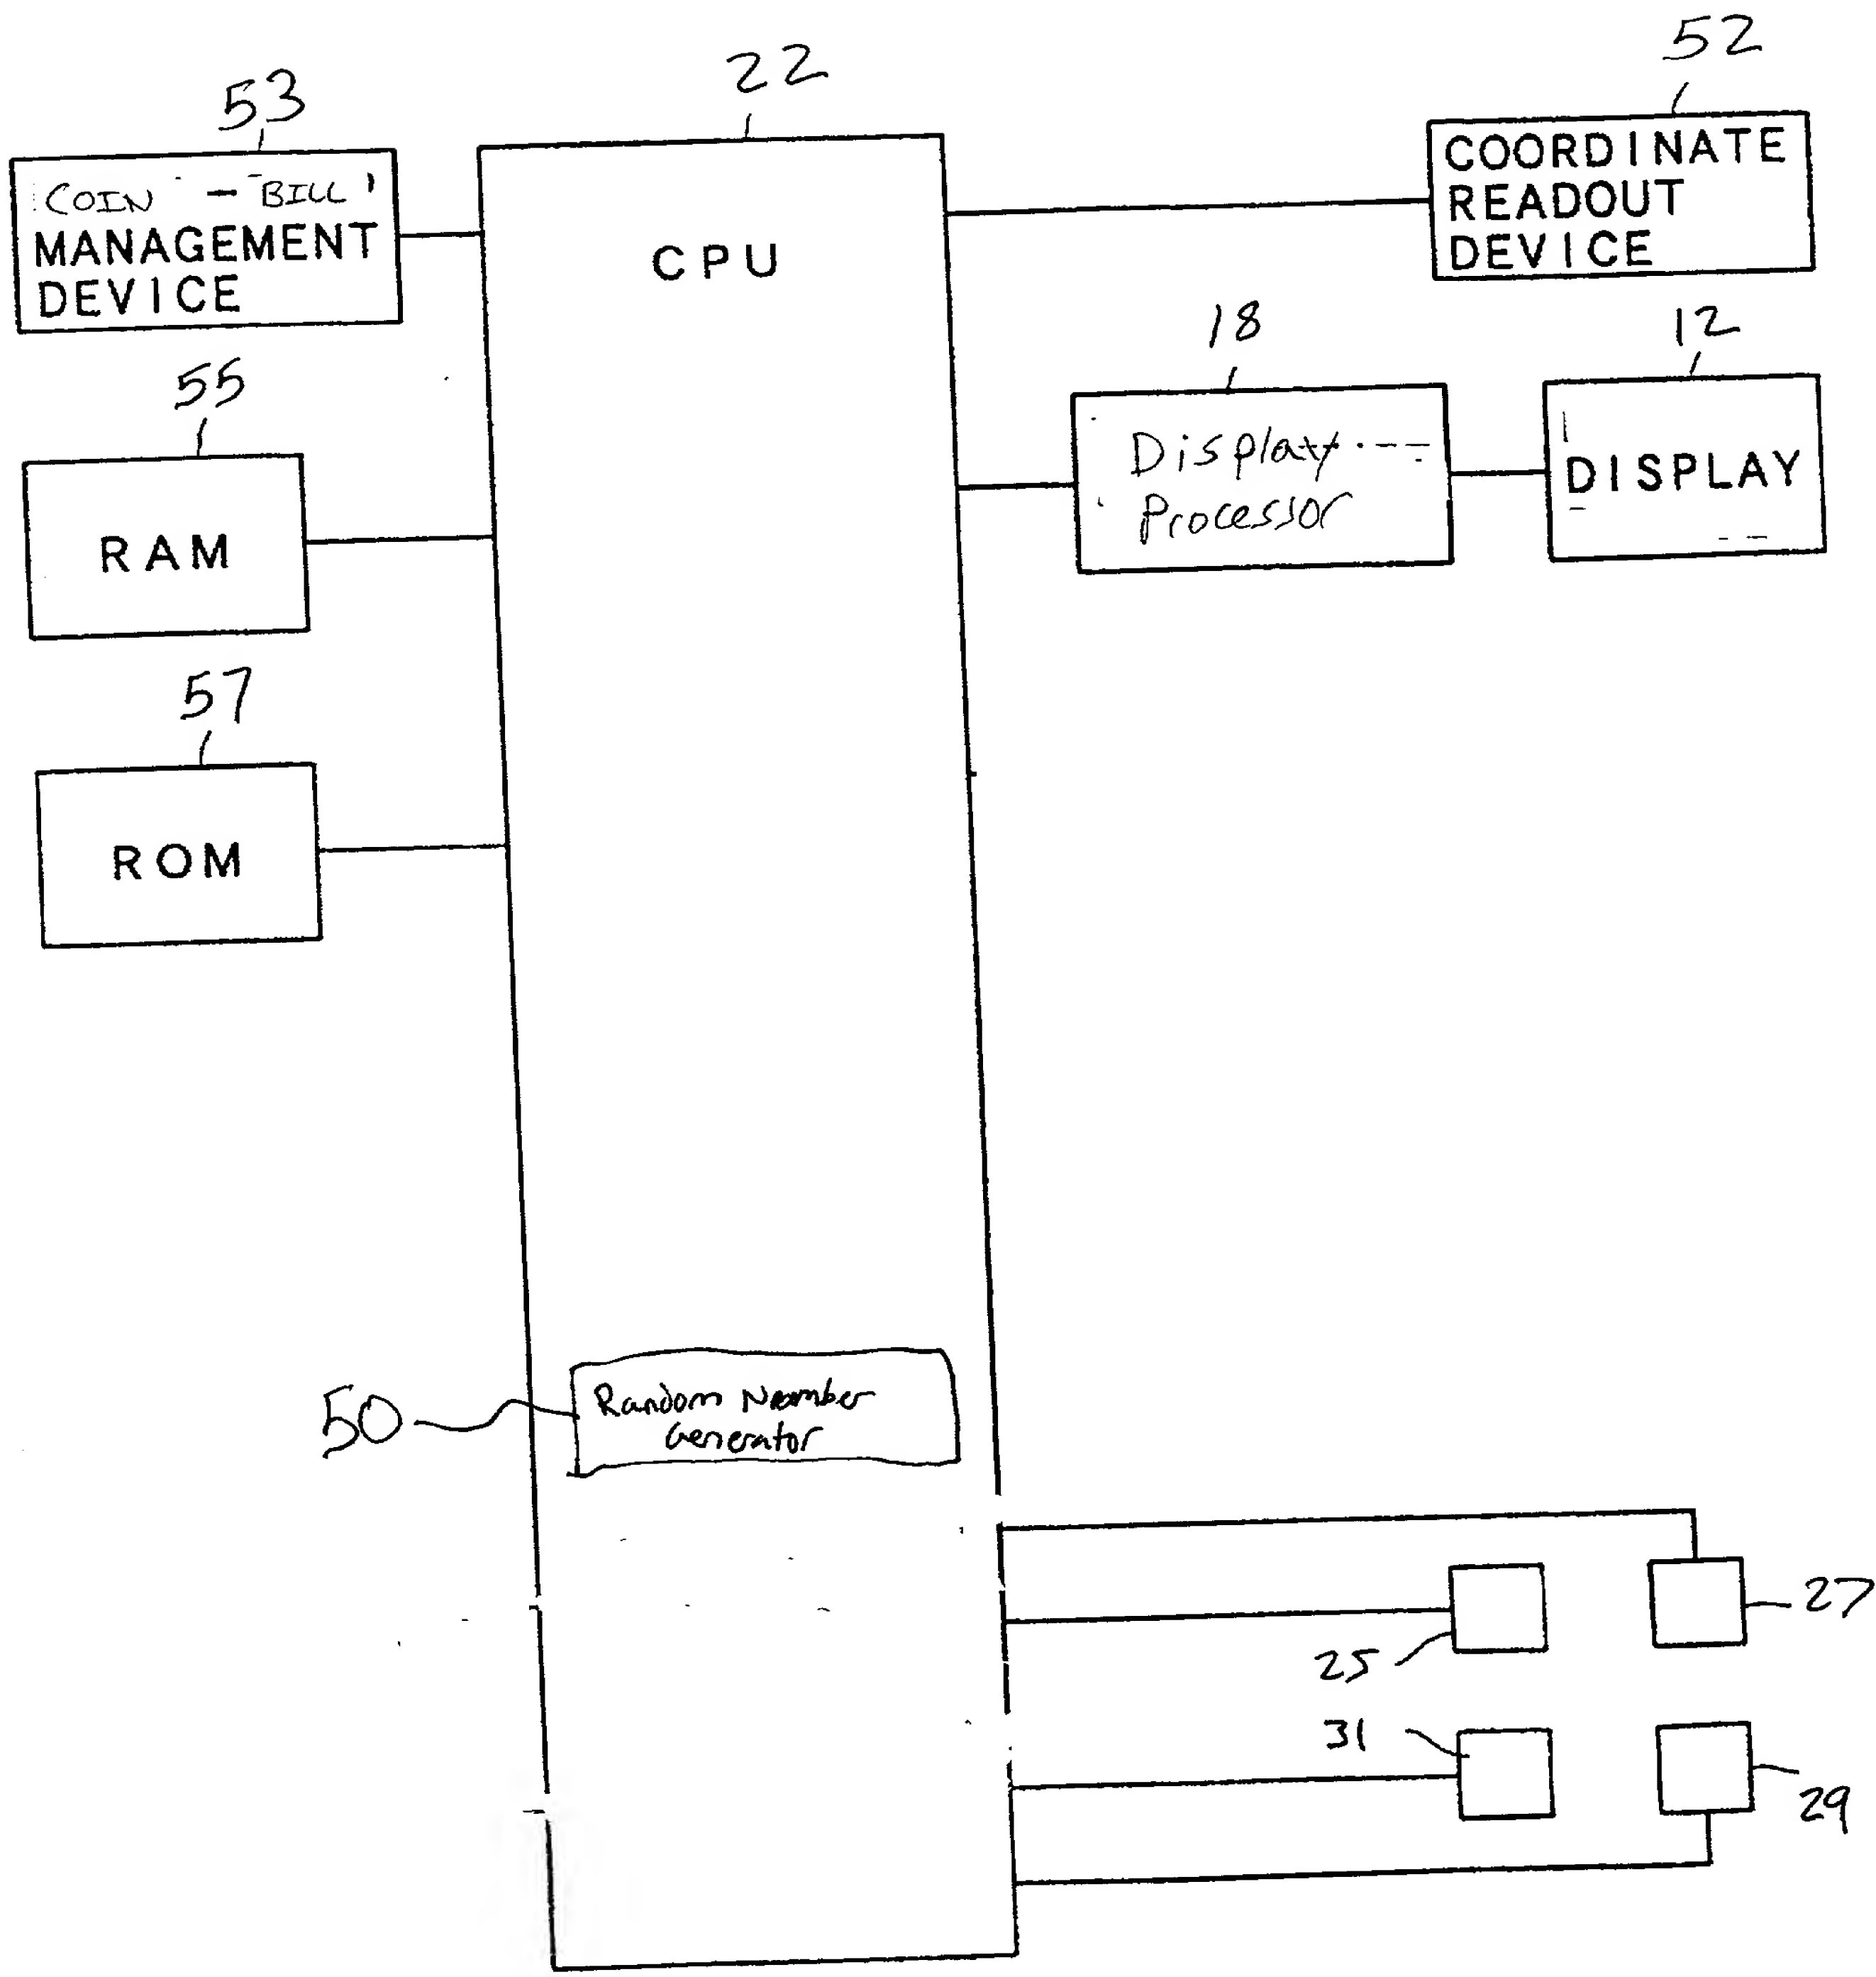 53
COIN - BILL
MANAGEMENT
DEVICE
22
CPU
52
COORDINATE
READOUT
DEVICE
18
Display
Processor
12
DISPLAY
55
RAM
57
ROM
50
Random Number
Generator
27
25
31
29